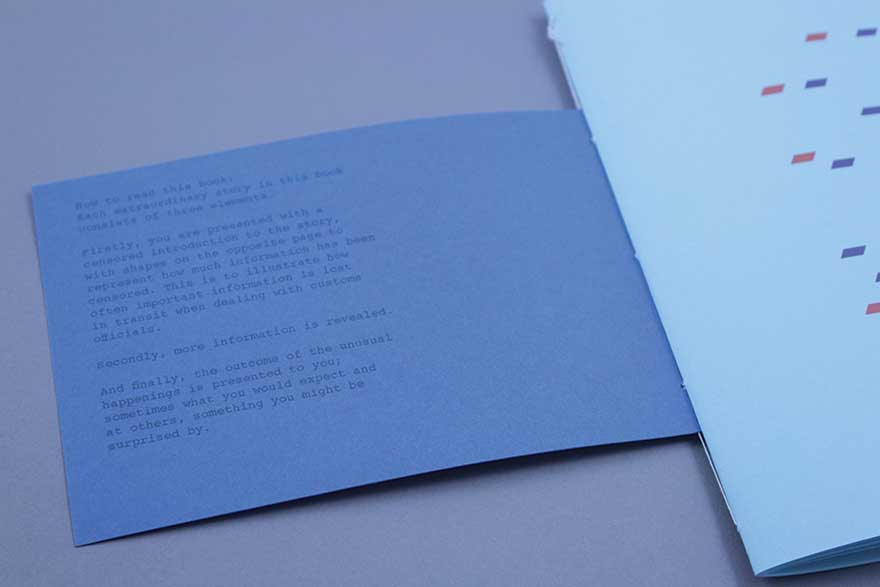 How to read this book:
Each extraordinary story in this book
consists of three elements.
Firstly, you are presented with a
censored introduction to the story,
with shapes on the opposite page to
represent how much information has been
censored. This is to illustrate how
often important information is lost
in transit when dealing with customs
officials.
Secondly, more information is revealed.
And finally, the outcome of the unusual
happenings is presented to you;
sometimes what you would expect and
at others, something you might be
surprised by.